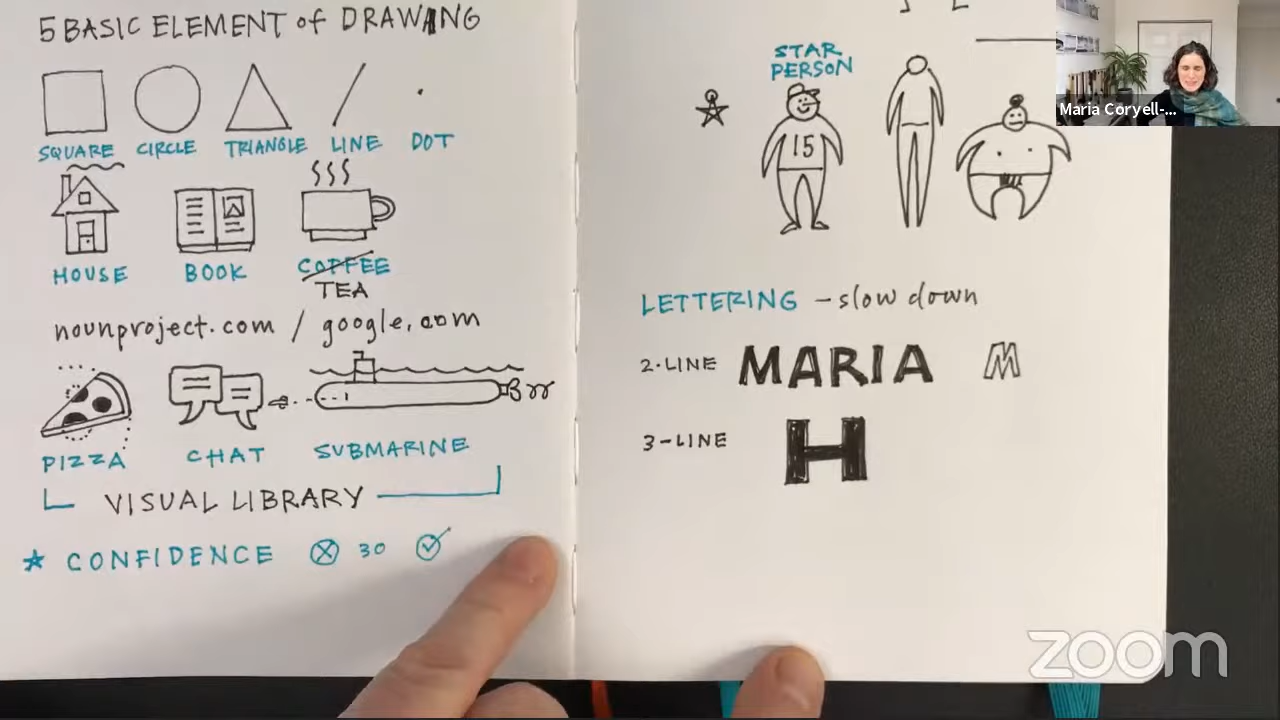 5 BASIC ELEMENT of DRAWING
SQUARE CIRCLE TRIANGLE LINE DOT
HOUSE BOOK COFFEE
TEA
nounproject.com / google.com
PIZZA CHAT SUBMARINE
VISUAL LIBRARY
CONFIDENCE 30
STAR
PERSON
15
LETTERING - slow down
2-LINE MARIA M
3-LINE H
Maria Coryell-...
zoom